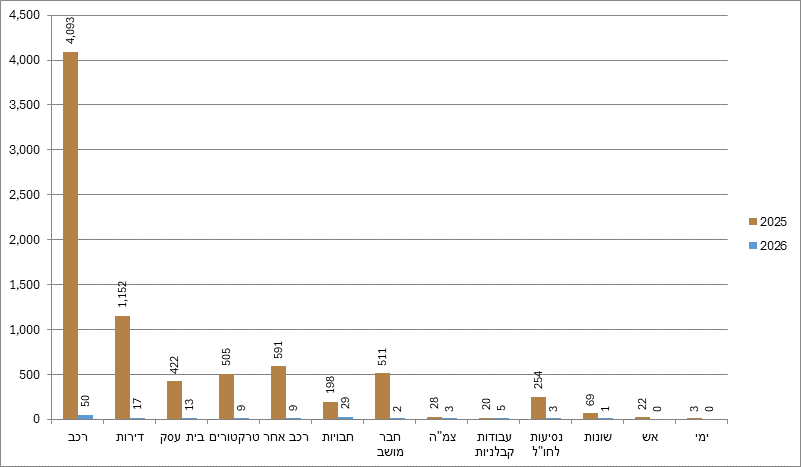 4,500
4,000
3,500
3,000
2,500
2,000
1,500
1,000
500
0
4,093
50
1,152
17
422
13
505
9
591
9
198
29
511
2
28
3
20
5
254
3
69
1
22
0
3
0
רכב
דירות
בית עסק
טרקטורים
רכב אחר
חבויות
חבר
מושב
צמ"ה
עבודות
קבלניות
נסיעות
לחו"ל
שונות
אש
ימי
2025
2026